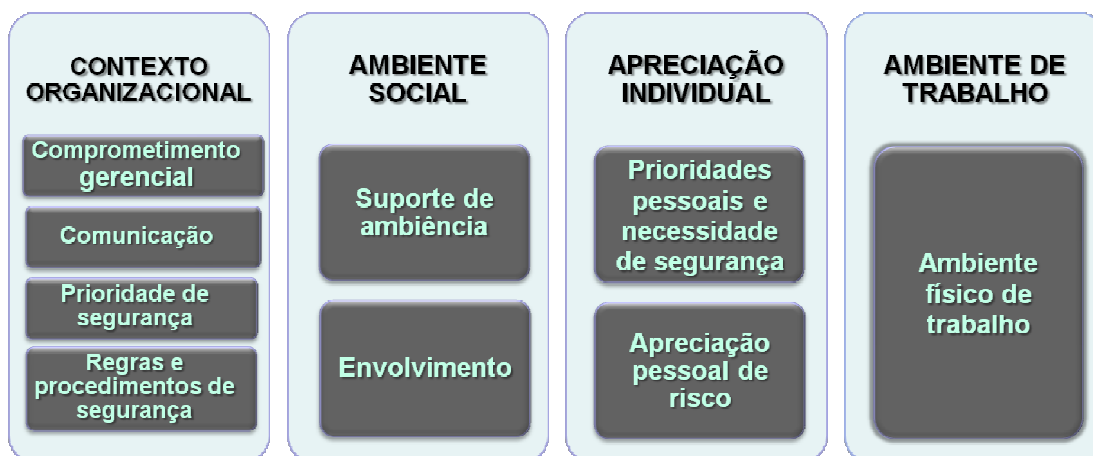 CONTEXTO
ORGANIZACIONAL
Comprometimento
gerencial
Comunicação
Prioridade de
segurança
Regras e
procedimentos de
segurança
AMBIENTE
SOCIAL
Suporte de
ambiência
Envolvimento
APRECIAÇÃO
INDIVIDUAL
Prioridades
pessoais e
necessidade
de segurança
Apreciação
pessoal de
risco
AMBIENTE DE
TRABALHO
Ambiente
físico de
trabalho